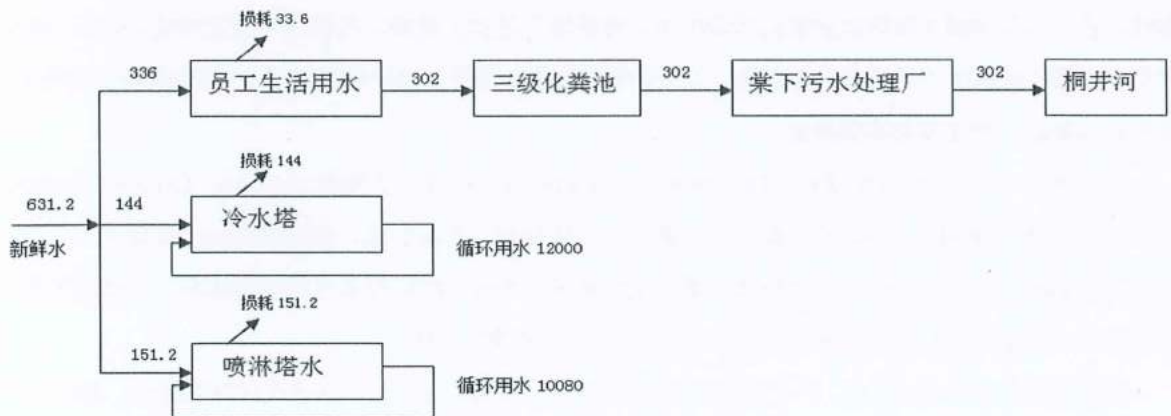 损耗 33.6
336
员工生活用水
302
三级化粪池
302
棠下污水处理厂
302
桐井河
损耗 144
631.2
144
冷水塔
新鲜水
循环用水 12000
损耗 151.2
151.2
喷淋塔水
循环用水 10080